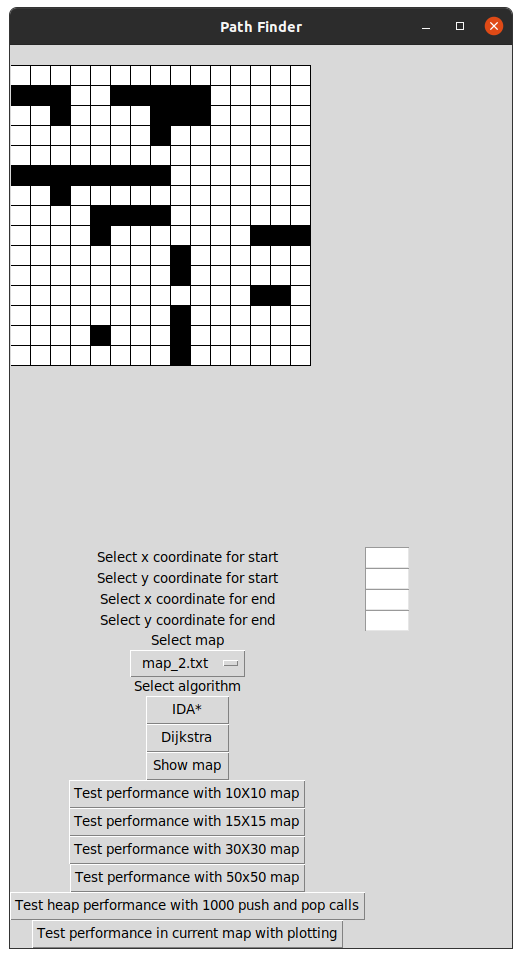 Path Finder
Select x coordinate for start
Select y coordinate for start
Select x coordinate for end
Select y coordinate for end
Select map
map_2.txt
Select algorithm
IDA*
Dijkstra
Show map
Test performance with 10X10 map
Test performance with 15X15 map
Test performance with 30X30 map
Test performance with 50x50 map
Test heap performance with 1000 push and pop calls
Test performance in current map with plotting